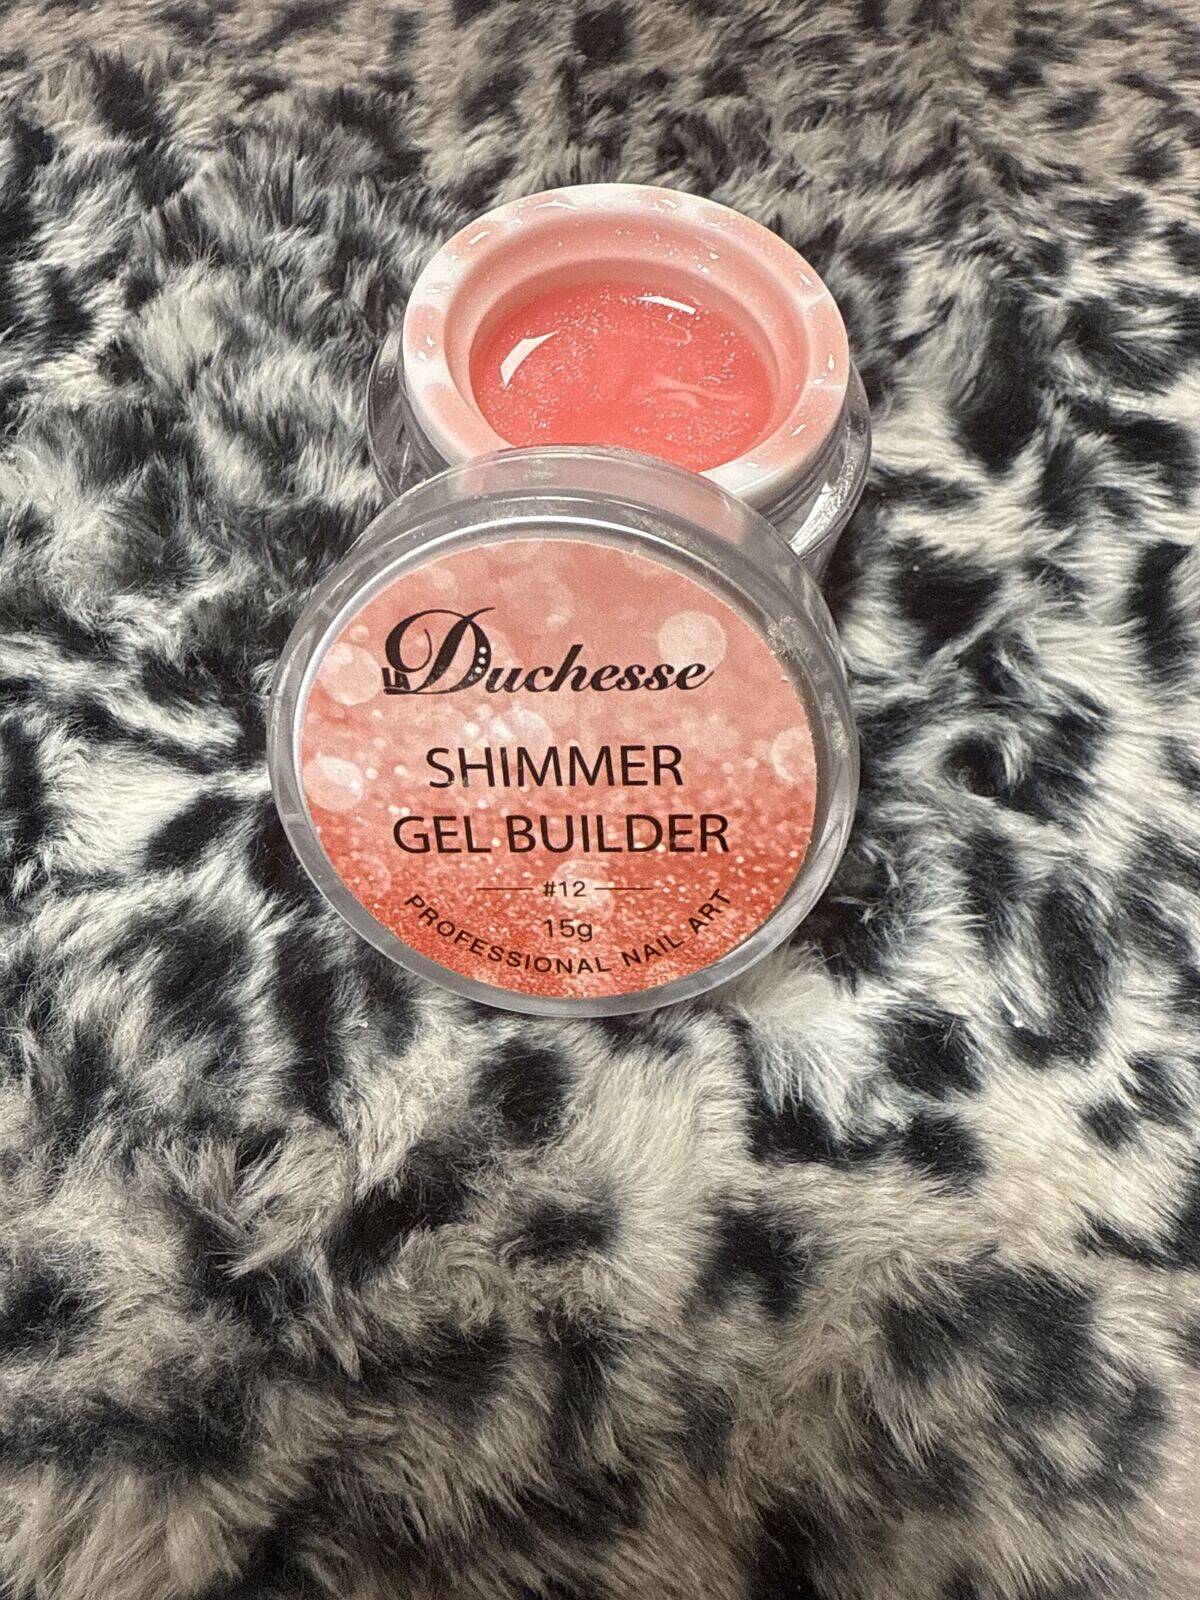 LA Duchesse
SHIMMER
GEL BUILDER
#12
15g
PROFESSIONAL NAIL ART